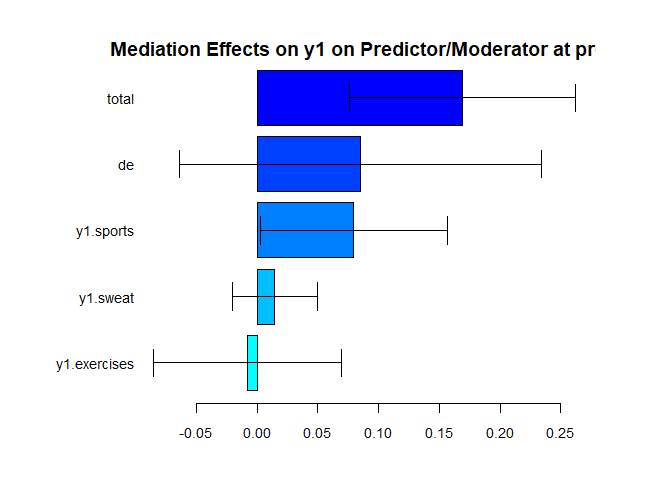 Mediation Effects on y1 on Predictor/Moderator at pr
total
de
y1.sports
y1.sweat
y1.exercises
-0.05 0.00 0.05 0.10 0.15 0.20 0.25